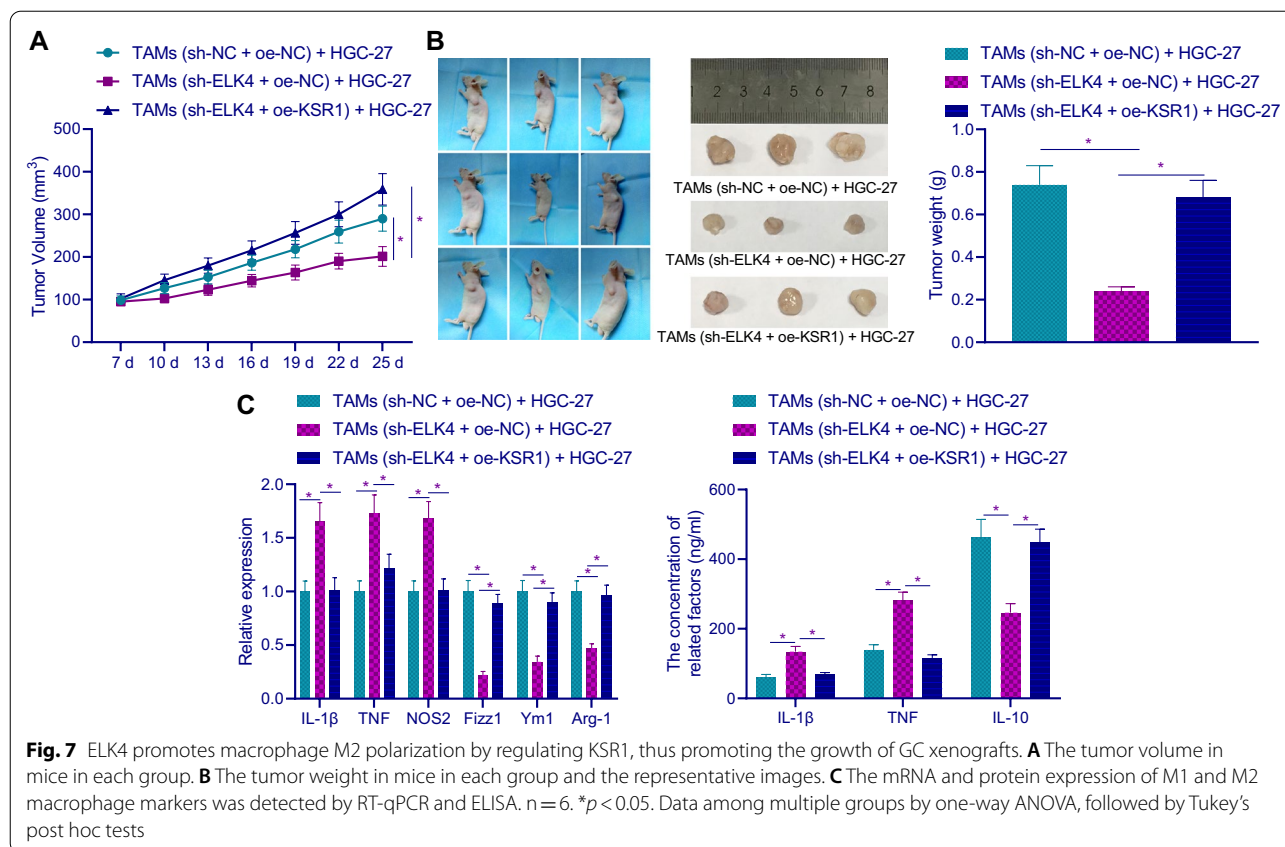 A
TAMs (sh-NC + oe-NC) + HGC-27
TAMs (sh-ELK4 + oe-NC) + HGC-27
TAMs (sh-ELK4 + oe-KSR1) + HGC-27
Tumor Volume (mm³)
500
400
300
200
100
0
7 d 10 d 13 d 16 d 19 d 22 d 25 d
*
*
B
1 2 3 4 5 6 7 8
TAMs (sh-NC + oe-NC) + HGC-27
TAMs (sh-ELK4 + oe-NC) + HGC-27
TAMs (sh-ELK4 + oe-KSR1) + HGC-27
TAMs (sh-NC + oe-NC) + HGC-27
TAMs (sh-ELK4 + oe-NC) + HGC-27
TAMs (sh-ELK4 + oe-KSR1) + HGC-27
Tumor weight (g)
1.0
0.8
0.6
0.4
0.2
0.0
*
*
C
TAMs (sh-NC + oe-NC) + HGC-27
TAMs (sh-ELK4 + oe-NC) + HGC-27
TAMs (sh-ELK4 + oe-KSR1) + HGC-27
Relative expression
2.0
1.5
1.0
0.5
0.0
* * * * * *
* * * * * *
IL-1β TNF NOS2 Fizz1 Ym1 Arg-1
TAMs (sh-NC + oe-NC) + HGC-27
TAMs (sh-ELK4 + oe-NC) + HGC-27
TAMs (sh-ELK4 + oe-KSR1) + HGC-27
The concentration of
related factors (ng/ml)
600
400
200
0
* * * * * *
IL-1β TNF IL-10
Fig. 7 ELK4 promotes macrophage M2 polarization by regulating KSR1, thus promoting the growth of GC xenografts. A The tumor volume in
mice in each group. B The tumor weight in mice in each group and the representative images. C The mRNA and protein expression of M1 and M2
macrophage markers was detected by RT-qPCR and ELISA. n = 6. *p < 0.05. Data among multiple groups by one-way ANOVA, followed by Tukey's
post hoc tests